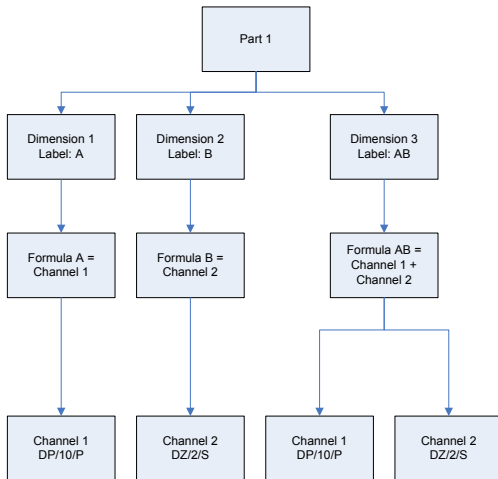 Part 1
Dimension 1
Label: A
Dimension 2
Label: B
Dimension 3
Label: AB
Formula A =
Channel 1
Formula B =
Channel 2
Formula AB =
Channel 1 +
Channel 2
Channel 1
DP/10/P
Channel 2
DZ/2/S
Channel 1
DP/10/P
Channel 2
DZ/2/S